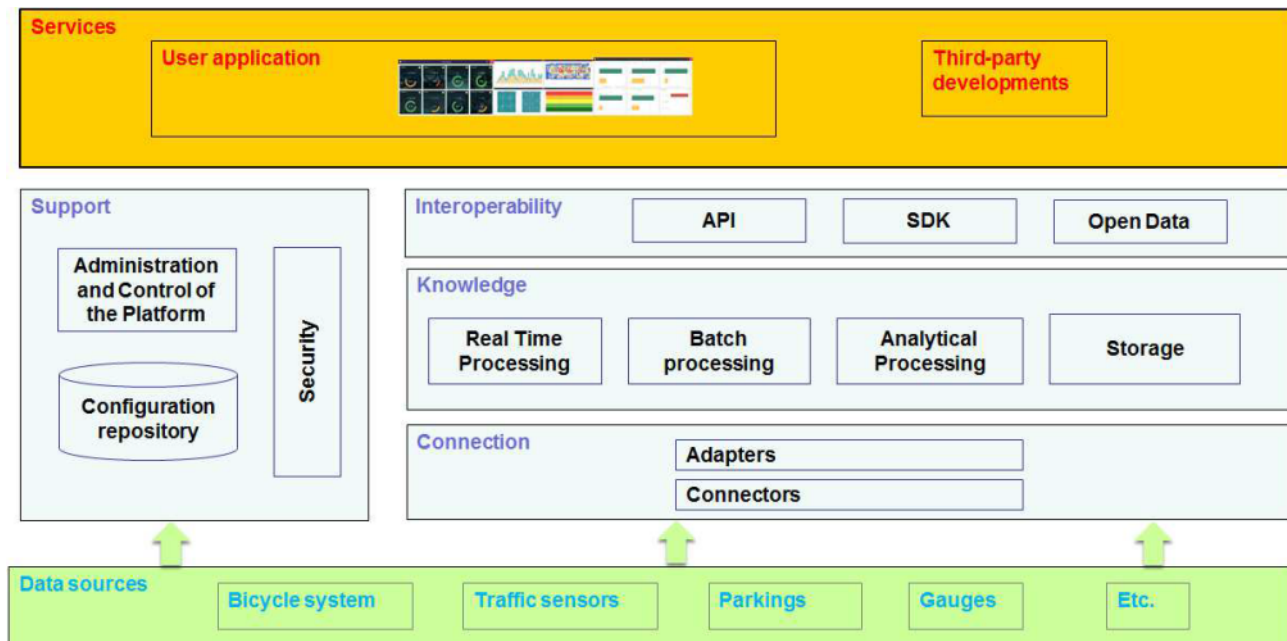 Services
User application
Third-party
developments
Support
Administration
and Control of
the Platform
Configuration
repository
Security
Interoperability
API
SDK
Open Data
Knowledge
Real Time
Processing
Batch
processing
Analytical
Processing
Storage
Connection
Adapters
Connectors
Data sources
Bicycle system
Traffic sensors
Parkings
Gauges
Etc.